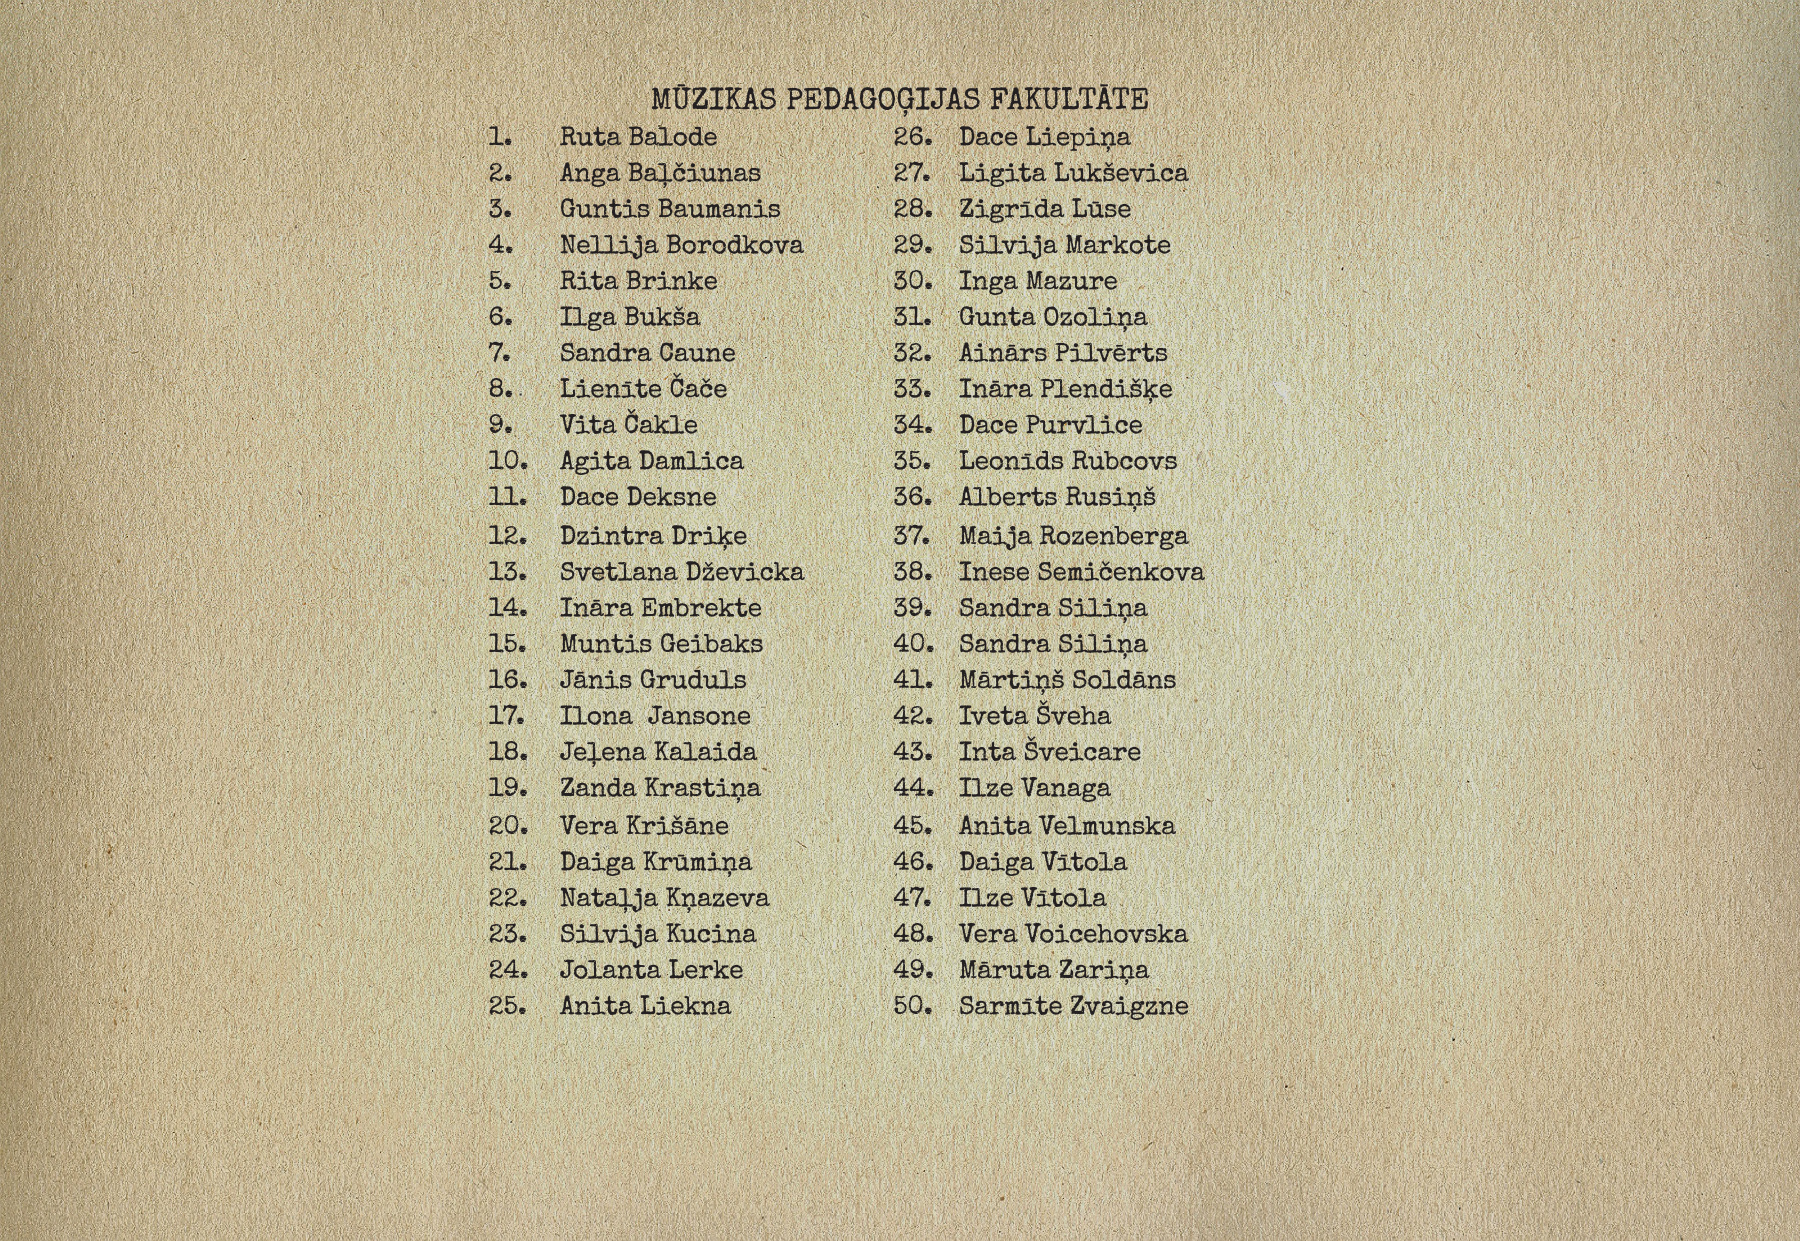 MŪZIKAS PEDAGOĢIJAS FAKULTĀTE
1. Ruta Balode
2. Anga Baļčiunas
3. Guntis Baumanis
4. Nellija Borodkova
5. Rita Brinke
6. Ilga Bukša
7. Sandra Caune
8. Lienīte Čače
9. Vita Čakle
10. Agita Damlica
11. Dace Deksne
12. Dzintra Driķe
13. Svetlana Dževicka
14. Ināra Embrekte
15. Muntis Geibaks
16. Jānis Gruduls
17. Ilona Jansone
18. Jeļena Kalaida
19. Zanda Krastiņa
20. Vera Krišāne
21. Daiga Krūmiņa
22. Nataļja Kņazeva
23. Silvija Kucina
24. Jolanta Lerke
25. Anita Liekna
26. Dace Liepiņa
27. Ligita Lukševica
28. Zigrīda Lūse
29. Silvija Markote
30. Inga Mazure
31. Gunta Ozoliņa
32. Ainārs Pilvērts
33. Ināra Plendišķe
34. Dace Purvlice
35. Leonīds Rubcovs
36. Alberts Rusiņš
37. Maija Rozenberga
38. Inese Semičenkova
39. Sandra Siliņa
40. Sandra Siliņa
41. Mārtiņš Soldāns
42. Iveta Šveha
43. Inta Šveicare
44. Ilze Vanaga
45. Anita Velmunska
46. Daiga Vītola
47. Ilze Vītola
48. Vera Voicehovska
49. Māruta Zariņa
50. Sarmīte Zvaigzne